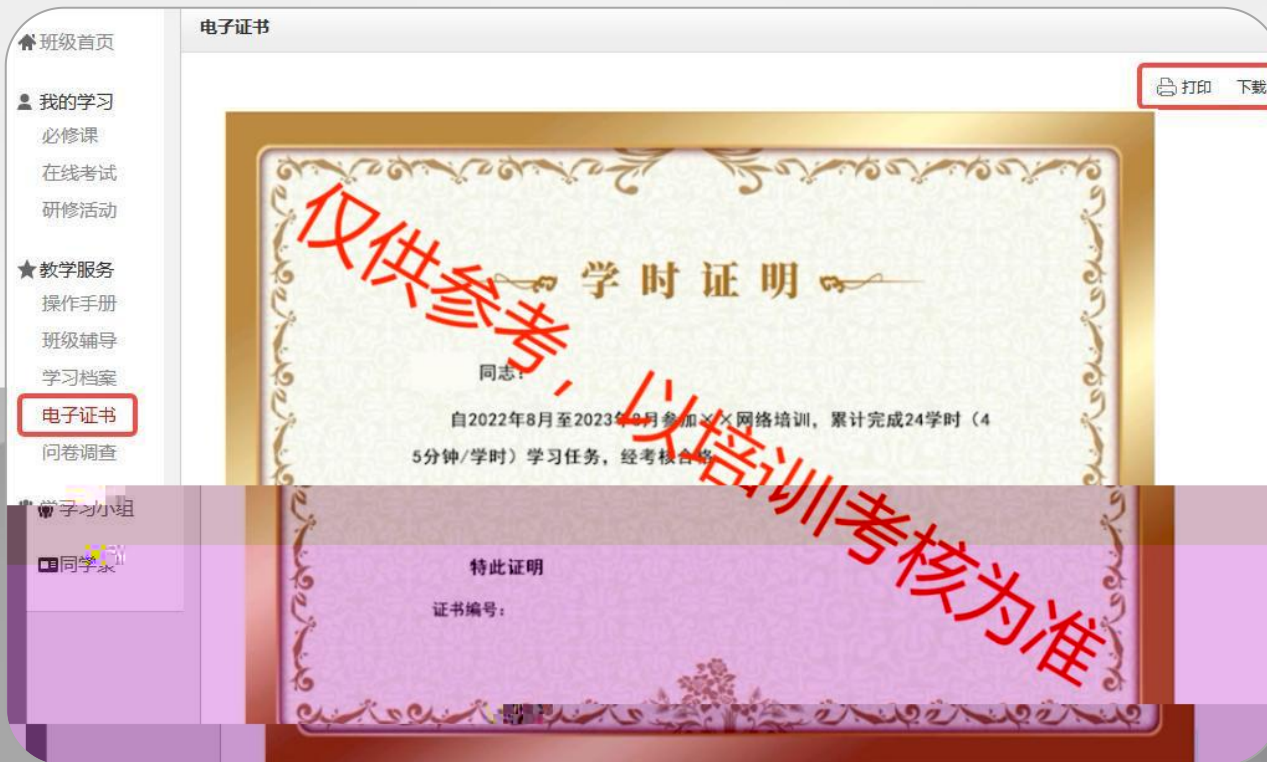 班级首页
我的学习
必修课
在线考试
研修活动
教学服务
操作手册
班级辅导
学习档案
电子证书
问卷调查
学习小组
同学录
电子证书
打印 下载
学时证明
同志：
自2022年8月至2023年8月参加××网络培训，累计完成24学时（4
5分钟/学时）学习任务，经考核合格
特此证明
证书编号：
仅供参考，以培训考核为准